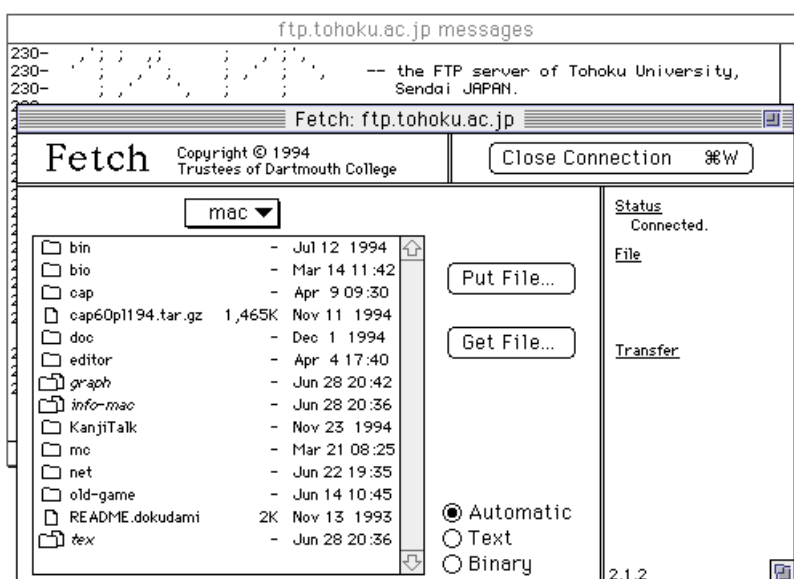 ftp.tohoku.ac.jp messages
230-
230-      -- the FTP server of Tohoku University,
230-      Sendai JAPAN.
Fetch: ftp.tohoku.ac.jp
Fetch
Copyright © 1994
Trustees of Dartmouth College
Close Connection ⌘W
mac ▼
bin - Jul 12 1994
bio - Mar 14 11:42
cap - Apr 9 09:30
cap60pl194.tar.gz 1,465K Nov 11 1994
doc - Dec 1 1994
editor - Apr 4 17:40
graph - Jun 28 20:42
info-mac - Jun 28 20:36
KanjiTalk - Nov 23 1994
mc - Mar 21 08:25
net - Jun 22 19:35
old-game - Jun 14 10:45
README.dokudami 2K Nov 13 1993
tex - Jun 28 20:36
Put File...
Get File...
Automatic
Text
Binary
Status
Connected.
File
Transfer
2.1.2